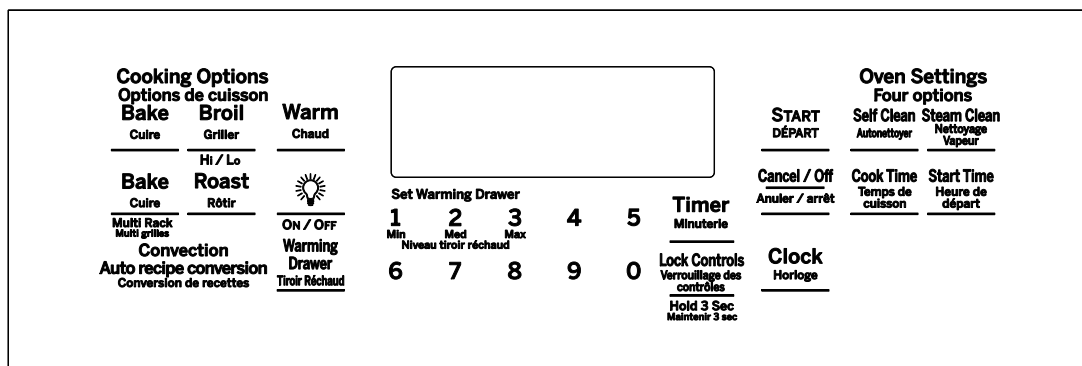 Cooking Options
Options de cuisson
Bake
Cuire
Broil
Griller
Hi / Lo
Warm
Chaud
Bake
Cuire
Multi Rack
Multi grilles
Roast
Rôtir
ON / OFF
Convection
Auto recipe conversion
Conversion de recettes
Warming
Drawer
Tiroir Réchaud
Set Warming Drawer
1 2 3 4 5
Min Med Max
Niveau tiroir réchaud
6 7 8 9 0
Timer
Minuterie
Lock Controls
Verrouillage des
contrôles
Hold 3 Sec
Maintenir 3 sec
START
DÉPART
Cancel / Off
Anuler / arrêt
Clock
Horloge
Oven Settings
Four options
Self Clean
Autonettoyer
Steam Clean
Nettoyage
Vapeur
Cook Time
Temps de
cuisson
Start Time
Heure de
départ